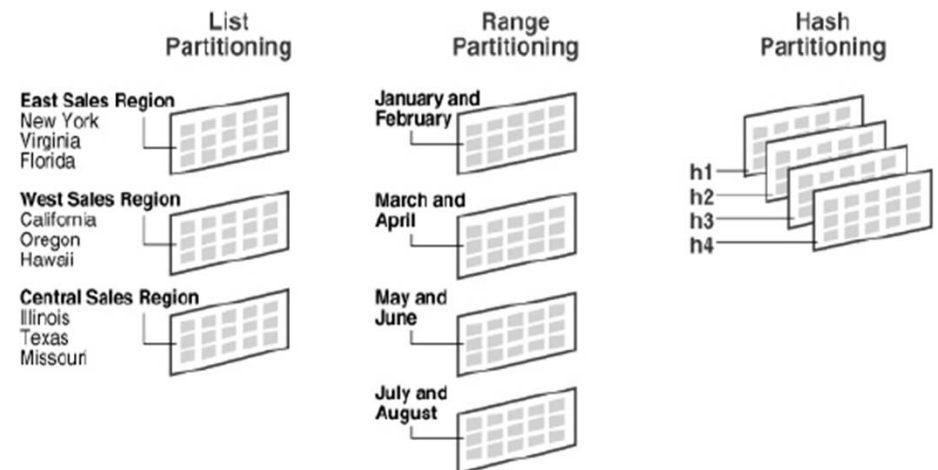 List
Partitioning
East Sales Region
New York
Virginia
Florida
West Sales Region
California
Oregon
Hawaii
Central Sales Region
Illinois
Texas
Missouri
Range
Partitioning
January and
February
March and
April
May and
June
July and
August
Hash
Partitioning
h1
h2
h3
h4